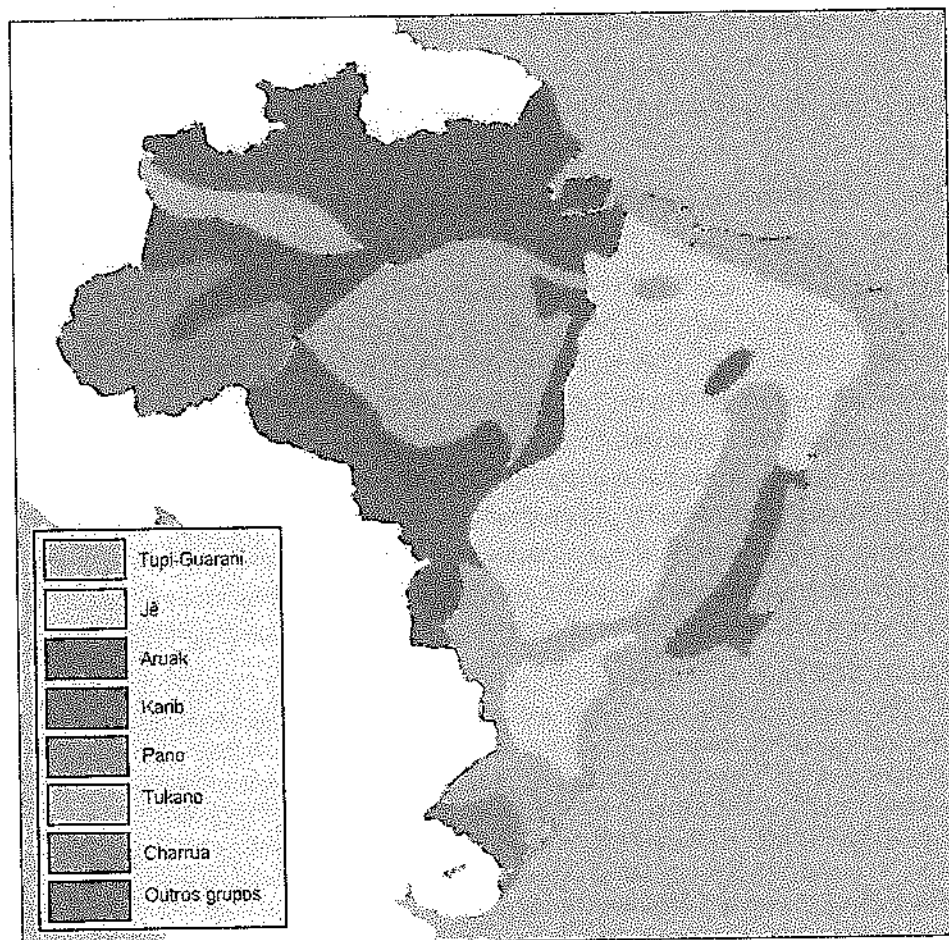 Tupi-Guarani
Jê
Aruak
Karib
Pano
Tukano
Charrua
Outros grupos